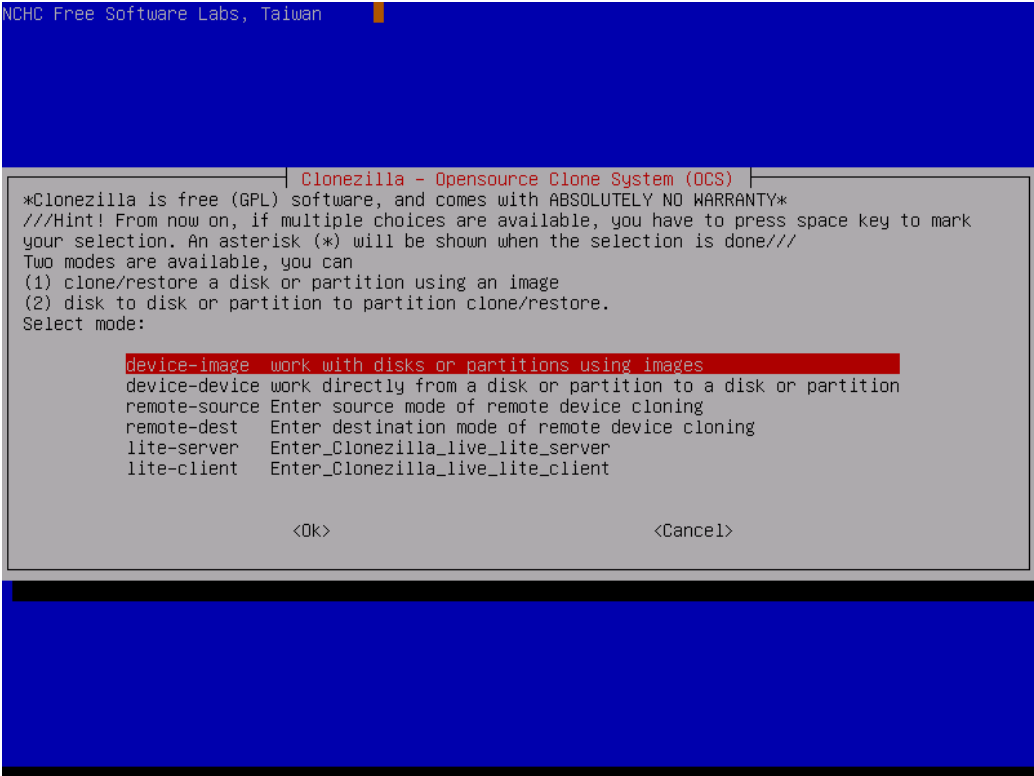 NCHC Free Software Labs, Taiwan
Clonezilla - Opensource Clone System (OCS)
*Clonezilla is free (GPL) software, and comes with ABSOLUTELY NO WARRANTY*
///Hint! From now on, if multiple choices are available, you have to press space key to mark
your selection. An asterisk (*) will be shown when the selection is done///
Two modes are available, you can
(1) clone/restore a disk or partition using an image
(2) disk to disk or partition to partition clone/restore.
Select mode:
device-image work with disks or partitions using images
device-device work directly from a disk or partition to a disk or partition
remote-source Enter source mode of remote device cloning
remote-dest Enter destination mode of remote device cloning
lite-server Enter_Clonezilla_live_lite_server
lite-client Enter_Clonezilla_live_lite_client
<Ok> <Cancel>